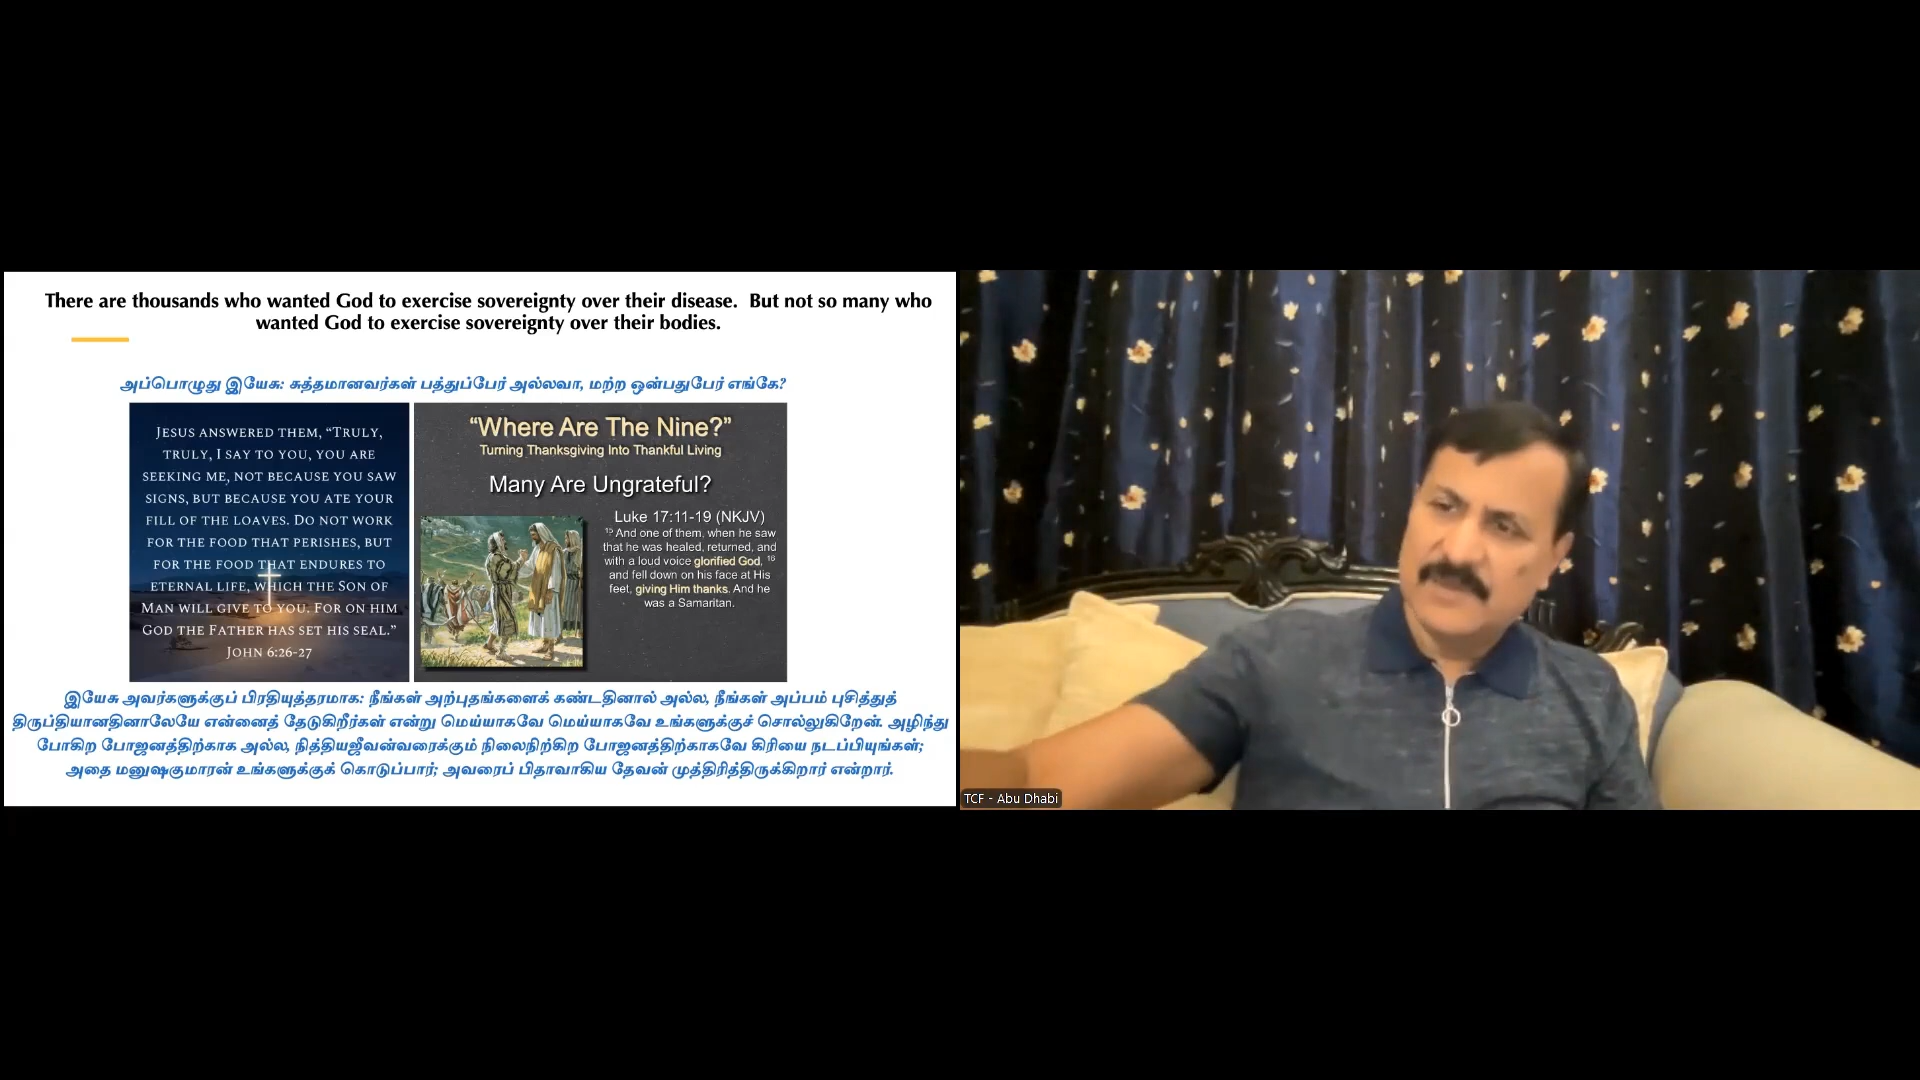 There are thousands who wanted God to exercise sovereignty over their disease.  But not so many who
wanted God to exercise sovereignty over their bodies.
அப்பொழுது இயேசு: சுத்தமானவர்கள் பத்துப்பேர் அல்லவா, மற்ற ஒன்பதுபேர் எங்கே?
JESUS ANSWERED THEM, “TRULY,
TRULY, I SAY TO YOU, YOU ARE
SEEKING ME, NOT BECAUSE YOU SAW
SIGNS, BUT BECAUSE YOU ATE YOUR
FILL OF THE LOAVES. DO NOT WORK
FOR THE FOOD THAT PERISHES, BUT
FOR THE FOOD THAT ENDURES TO
ETERNAL LIFE, WHICH THE SON OF
MAN WILL GIVE TO YOU. FOR ON HIM
GOD THE FATHER HAS SET HIS SEAL.”
JOHN 6:26-27
“Where Are The Nine?”
Turning Thanksgiving Into Thankful Living
Many Are Ungrateful?
Luke 17:11-19 (NKJV)
15 And one of them, when he saw
that he was healed, returned, and
with a loud voice glorified God, 16
and fell down on his face at His
feet, giving Him thanks. And he
was a Samaritan.
இயேசு அவர்களுக்குப் பிரதியுத்தரமாக: நீங்கள் அற்புதங்களைக் கண்டதினால் அல்ல, நீங்கள் அப்பம் புசித்துத்
திருப்தியானதினாலேயே என்னைத் தேடுகிறீர்கள் என்று மெய்யாகவே மெய்யாகவே உங்களுக்குச் சொல்லுகிறேன். அழிந்து
போகிற போஜனத்திற்காக அல்ல, நித்தியஜீவன்வரைக்கும் நிலைநிற்கிற போஜனத்திற்காகவே கிரியை நடப்பியுங்கள்;
அதை மனுஷகுமாரன் உங்களுக்குக் கொடுப்பார்; அவரைப் பிதாவாகிய தேவன் முத்திரித்திருக்கிறார் என்றார்.
TCF - Abu Dhabi